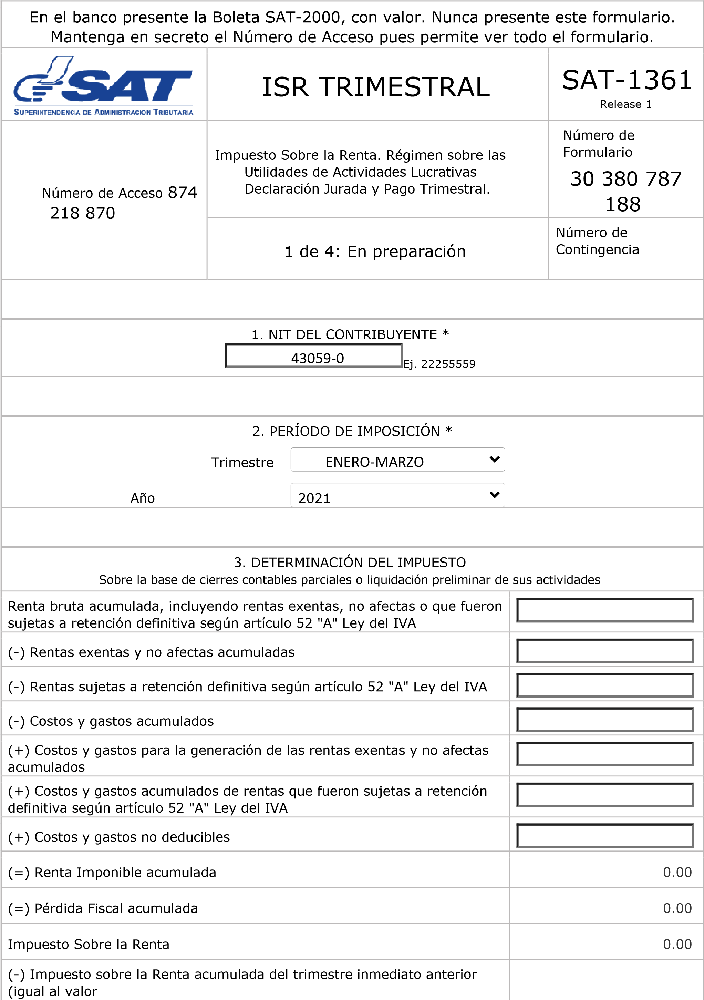 En el banco presente la Boleta SAT-2000, con valor. Nunca presente este formulario.
Mantenga en secreto el Número de Acceso pues permite ver todo el formulario.
SAT
SUPERINTENDENCIA DE ADMINISTRACION TRIBUTARIA
ISR TRIMESTRAL
SAT-1361
Release 1
Número de Acceso 874
218 870
Impuesto Sobre la Renta. Régimen sobre las
Utilidades de Actividades Lucrativas
Declaración Jurada y Pago Trimestral.
Número de
Formulario
30 380 787
188
1 de 4: En preparación
Número de
Contingencia
1. NIT DEL CONTRIBUYENTE *
43059-0
Ej. 22255559
2. PERÍODO DE IMPOSICIÓN *
Trimestre ENERO-MARZO
Año 2021
3. DETERMINACIÓN DEL IMPUESTO
Sobre la base de cierres contables parciales o liquidación preliminar de sus actividades
Renta bruta acumulada, incluyendo rentas exentas, no afectas o que fueron
sujetas a retención definitiva según artículo 52 "A" Ley del IVA
(-) Rentas exentas y no afectas acumuladas
(-) Rentas sujetas a retención definitiva según artículo 52 "A" Ley del IVA
(-) Costos y gastos acumulados
(+) Costos y gastos para la generación de las rentas exentas y no afectas
acumulados
(+) Costos y gastos acumulados de rentas que fueron sujetas a retención
definitiva según artículo 52 "A" Ley del IVA
(+) Costos y gastos no deducibles
(=) Renta Imponible acumulada 0.00
(=) Pérdida Fiscal acumulada 0.00
Impuesto Sobre la Renta 0.00
(-) Impuesto sobre la Renta acumulada del trimestre inmediato anterior
(igual al valor